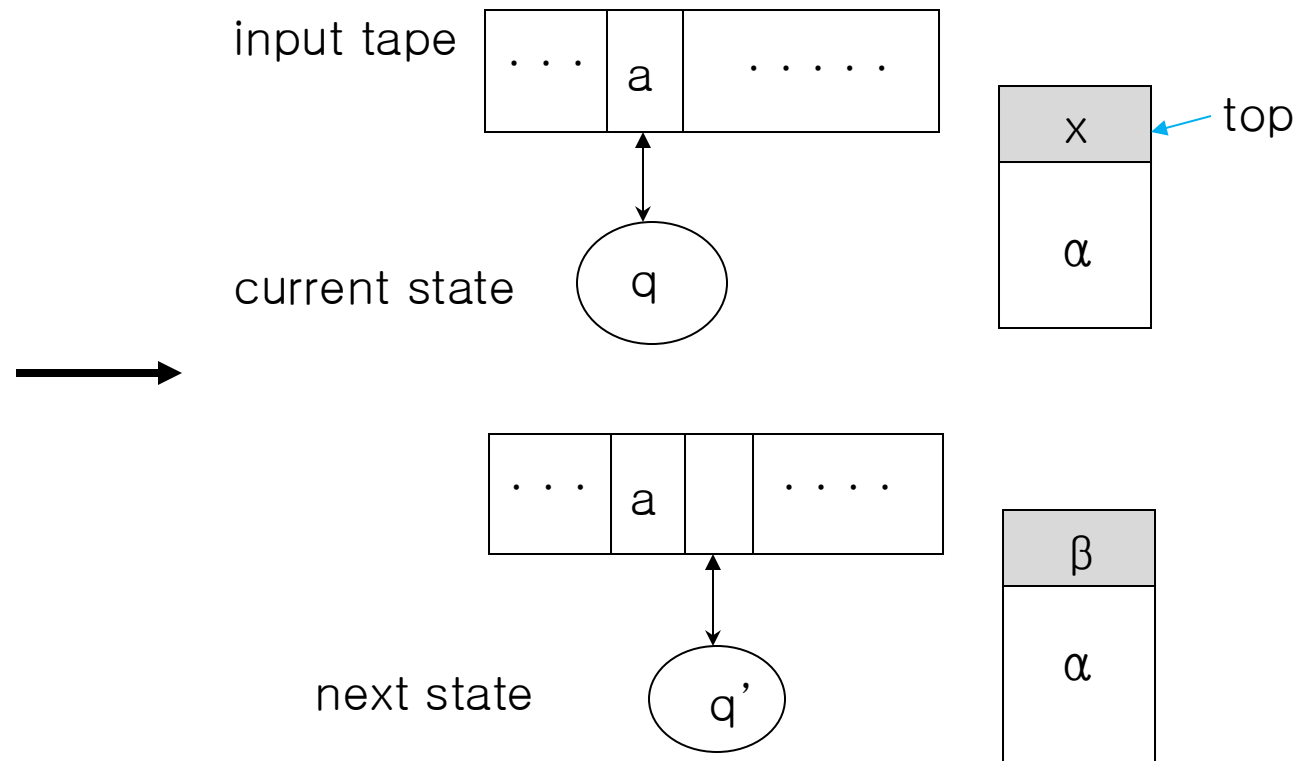 input tape
· · ·
a
· · · · ·
x
top
α
current state
q
· · ·
a
· · · ·
β
α
next state
q’